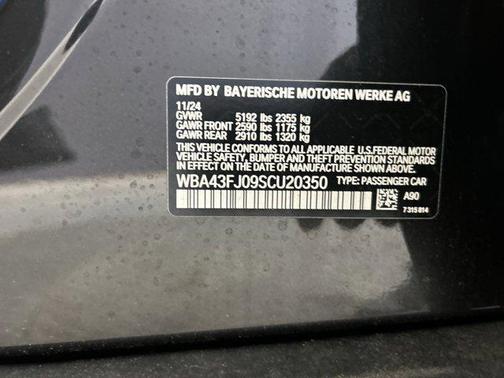 MFD BY BAYERISCHE MOTOREN WERKE AG
11/24
GVWR 5192 lbs 2355 kg
GAWR FRONT 2590 lbs 1175 kg
GAWR REAR 2910 lbs 1320 kg
THIS VEHICLE CONFORMS TO ALL APPLICABLE U.S.FEDERAL MOTOR
VEHICLE SAFETY, BUMPER AND THEFT PREVENTION STANDARDS
IN EFFECT ON THE DATE OF MANUFACTURE SHOWN ABOVE.
WBA43FJ09SCU20350 TYPE: PASSENGER CAR
A90
7 315 814